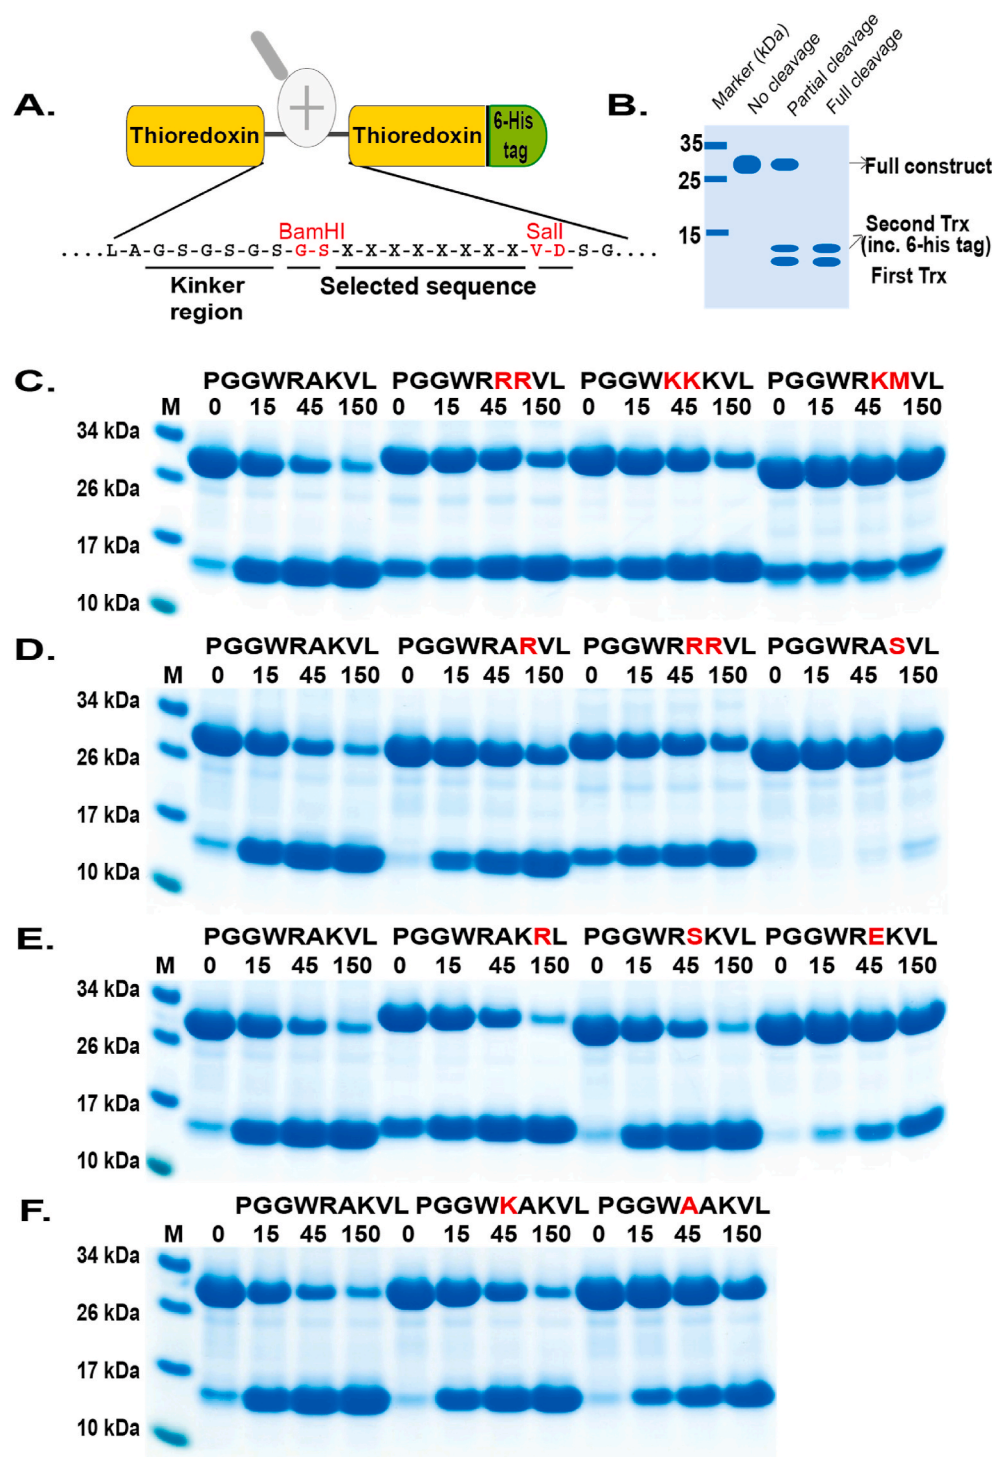 A.
Thioredoxin
Thioredoxin
6-His
tag
BamHI
SalI
....L-A-G-S-G-S-G-S-G-S-X-X-X-X-X-X-X-X-V-D-S-G....
Kinker
region
Selected sequence
B.
Marker (kDa)
No cleavage
Partial cleavage
Full cleavage
35
25
15
Full construct
Second Trx
(inc. 6-his tag)
First Trx
C.
PGGWRAKVL PGGWRRRVL PGGWKKKVL PGGWRKMVL
M 0 15 45 150 0 15 45 150 0 15 45 150 0 15 45 150
34 kDa
26 kDa
17 kDa
10 kDa
D.
PGGWRAKVL PGGWRARVL PGGWRRRVL PGGWRASVL
M 0 15 45 150 0 15 45 150 0 15 45 150 0 15 45 150
34 kDa
26 kDa
17 kDa
10 kDa
E.
PGGWRAKVL PGGWRAKRL PGGWRSKVL PGGWREKVL
M 0 15 45 150 0 15 45 150 0 15 45 150 0 15 45 150
34 kDa
26 kDa
17 kDa
10 kDa
F.
PGGWRAKVL PGGWKAKVL PGGWAAKVL
M 0 15 45 150 0 15 45 150 0 15 45 150
34 kDa
26 kDa
17 kDa
10 kDa